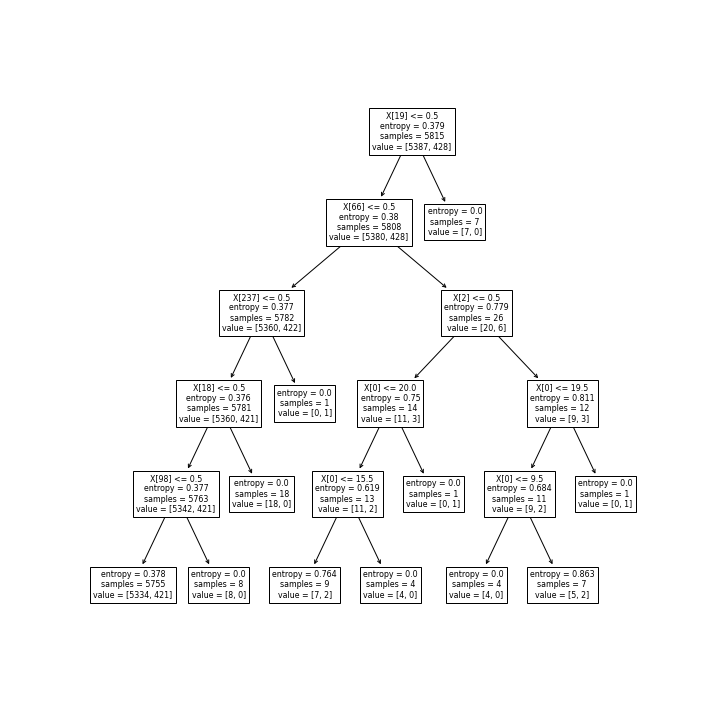 X[19] <= 0.5
entropy = 0.379
samples = 5815
value = [5387, 428]
X[66] <= 0.5
entropy = 0.38
samples = 5808
value = [5380, 428]
entropy = 0.0
samples = 7
value = [7, 0]
X[237] <= 0.5
entropy = 0.377
samples = 5782
value = [5360, 422]
X[2] <= 0.5
entropy = 0.779
samples = 26
value = [20, 6]
X[18] <= 0.5
entropy = 0.376
samples = 5781
value = [5360, 421]
entropy = 0.0
samples = 1
value = [0, 1]
X[0] <= 20.0
entropy = 0.75
samples = 14
value = [11, 3]
X[0] <= 19.5
entropy = 0.811
samples = 12
value = [9, 3]
X[98] <= 0.5
entropy = 0.377
samples = 5763
value = [5342, 421]
entropy = 0.0
samples = 18
value = [18, 0]
X[0] <= 15.5
entropy = 0.619
samples = 13
value = [11, 2]
entropy = 0.0
samples = 1
value = [0, 1]
X[0] <= 9.5
entropy = 0.684
samples = 11
value = [9, 2]
entropy = 0.0
samples = 1
value = [0, 1]
entropy = 0.378
samples = 5755
value = [5334, 421]
entropy = 0.0
samples = 8
value = [8, 0]
entropy = 0.764
samples = 9
value = [7, 2]
entropy = 0.0
samples = 4
value = [4, 0]
entropy = 0.0
samples = 4
value = [4, 0]
entropy = 0.863
samples = 7
value = [5, 2]